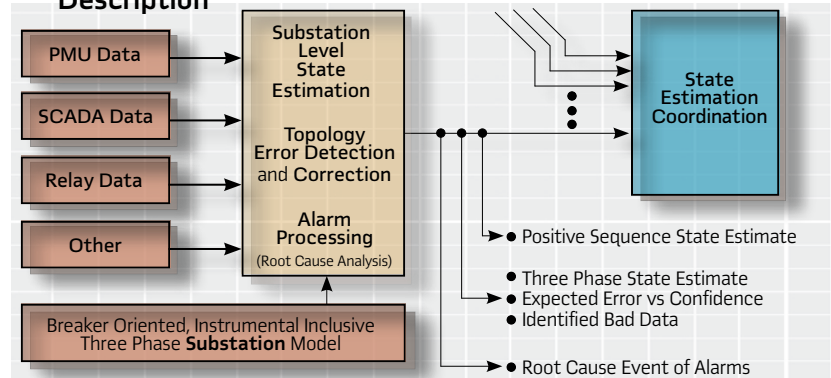 Description
PMU Data
SCADA Data
Relay Data
Other
Breaker Oriented, Instrumental Inclusive
Three Phase Substation Model
Substation
Level
State
Estimation
Topology
Error Detection
and Correction
Alarm
Processing
(Root Cause Analysis)
State
Estimation
Coordination
• Positive Sequence State Estimate
• Three Phase State Estimate
• Expected Error vs Confidence
• Identified Bad Data
• Root Cause Event of Alarms